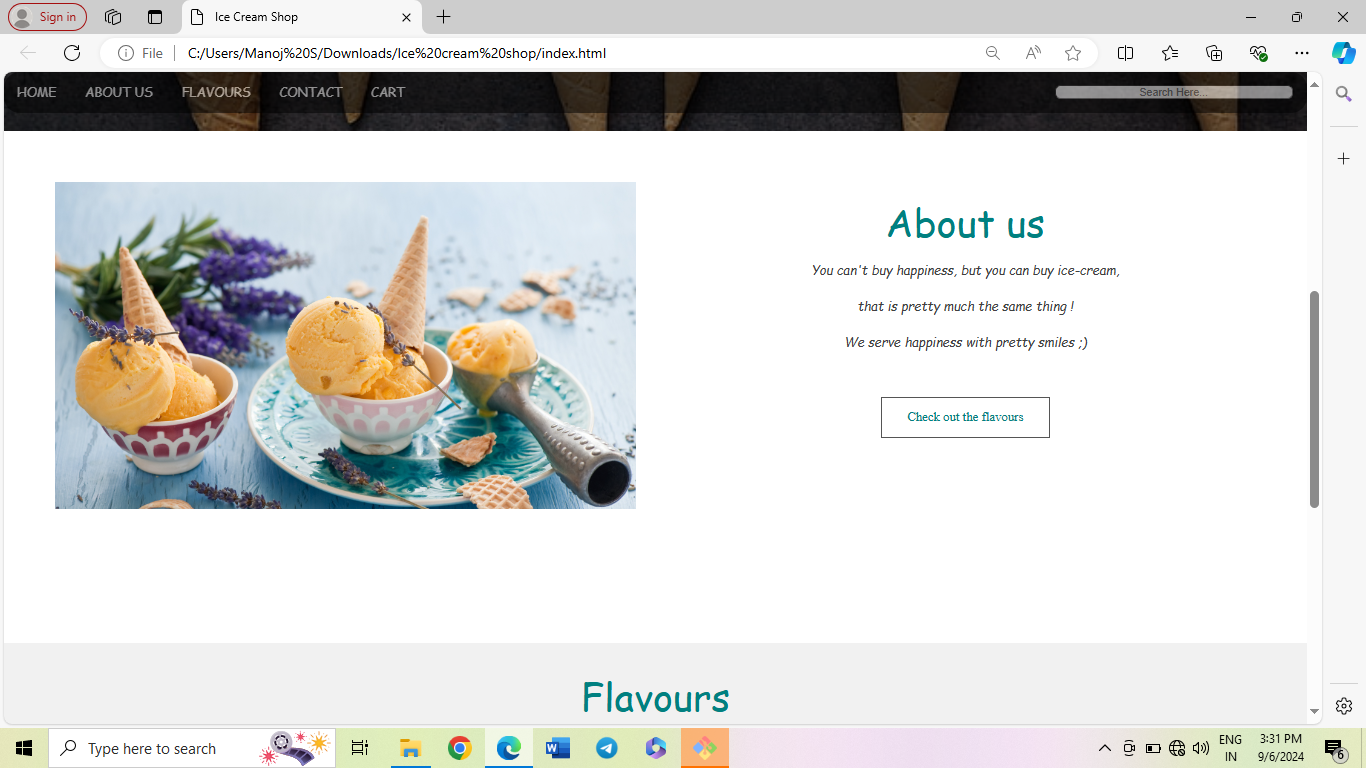 Sign in
Ice Cream Shop
File
C:/Users/Manoj%20S/Downloads/Ice%20cream%20shop/index.html
HOME ABOUT US FLAVOURS CONTACT CART
Search Here...
About us
You can't buy happiness, but you can buy ice-cream,
that is pretty much the same thing !
We serve happiness with pretty smiles ;)
Check out the flavours
Flavours
Type here to search
ENG
IN
3:31 PM
9/6/2024
6